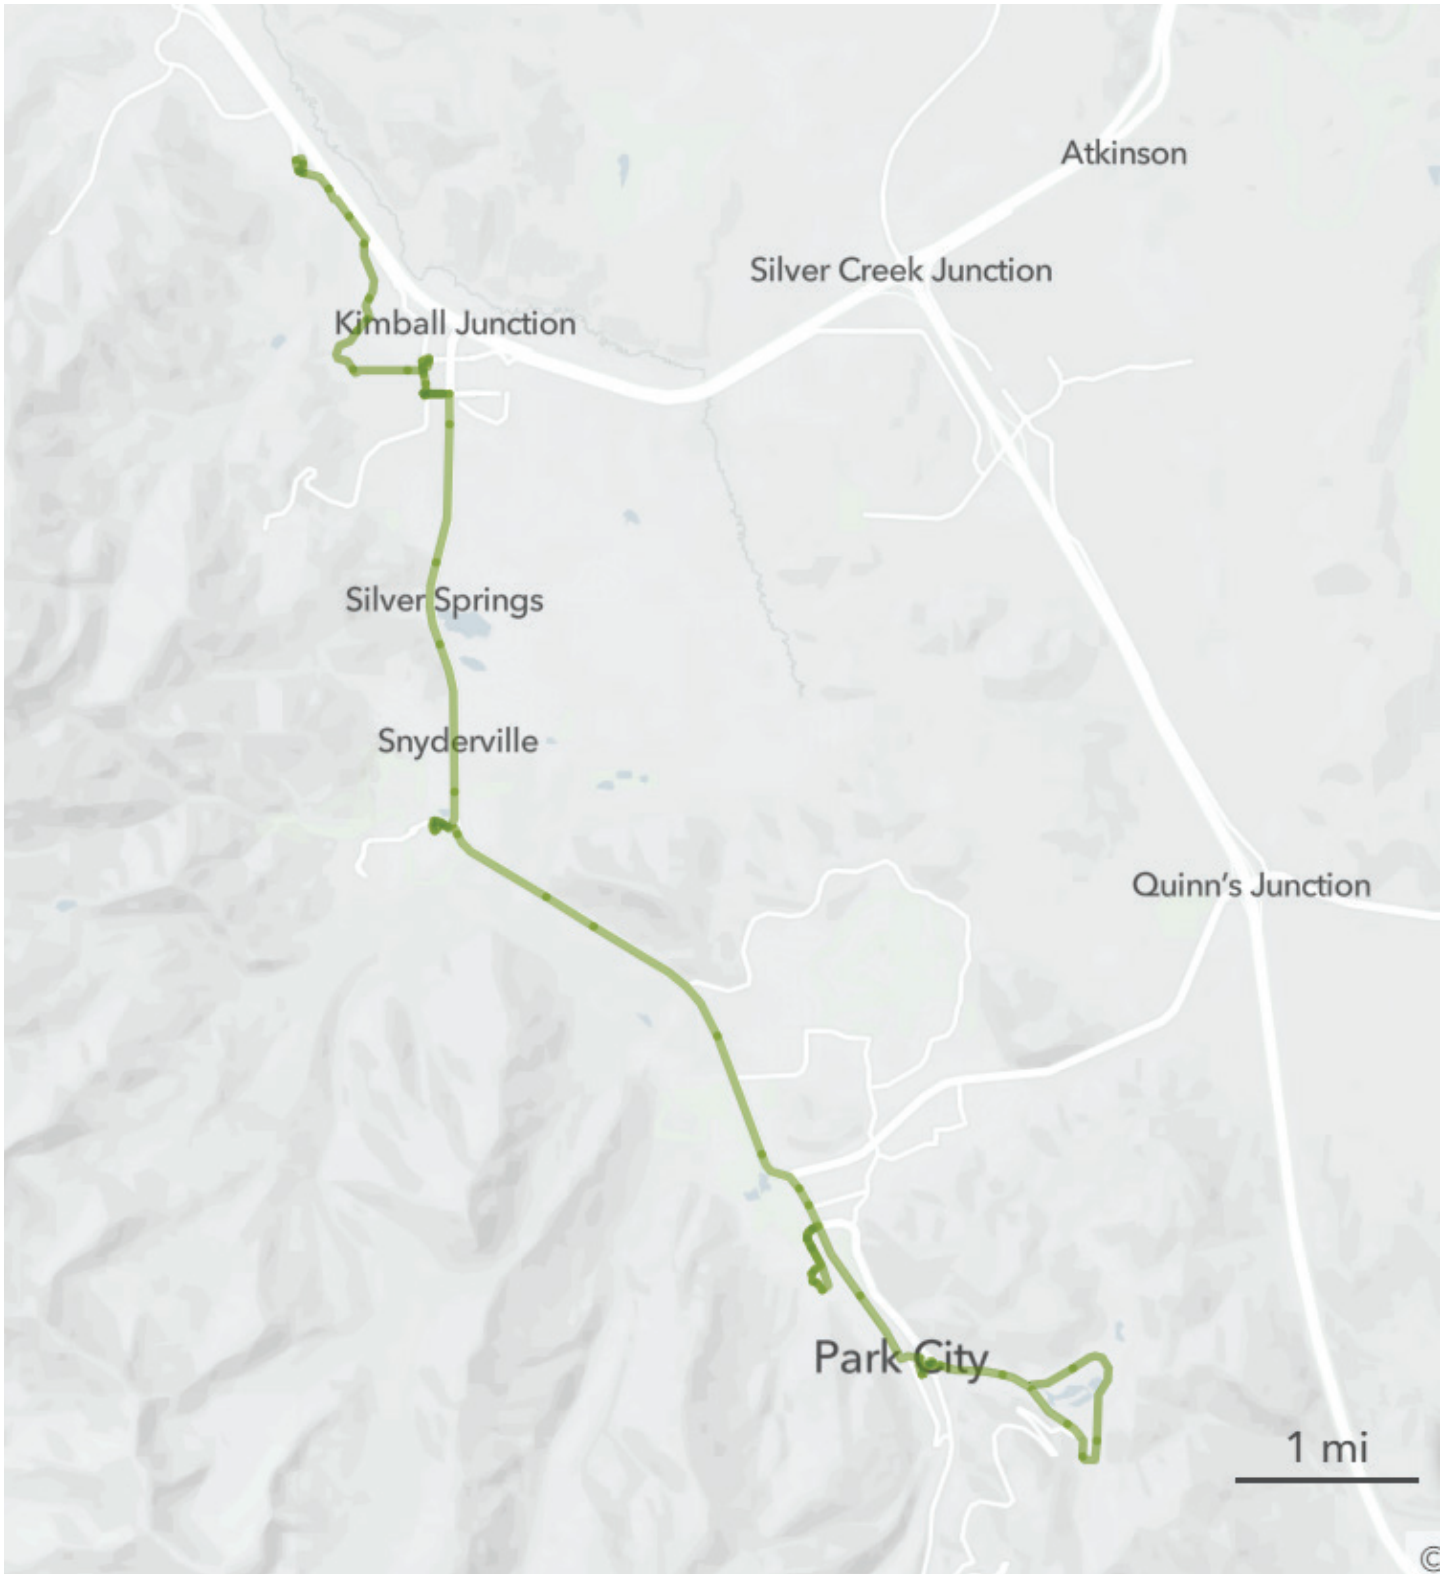 Atkinson
Silver Creek Junction
Kimball Junction
Silver Springs
Snyderville
Quinn's Junction
Park City
1 mi
©